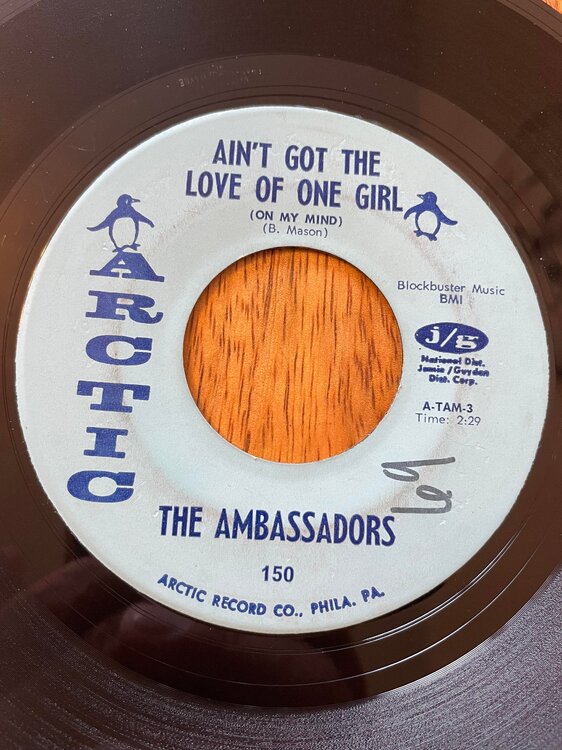 AIN'T GOT THE
LOVE OF ONE GIRL
(ON MY MIND)
(B. Mason)
ARCTIC
Blockbuster Music
BMI
j/g
National Dist.
Jamie/Guyden
Dist. Corp.
A-TAM-3
Time: 2:29
69
THE AMBASSADORS
150
ARCTIC RECORD CO., PHILA. PA.